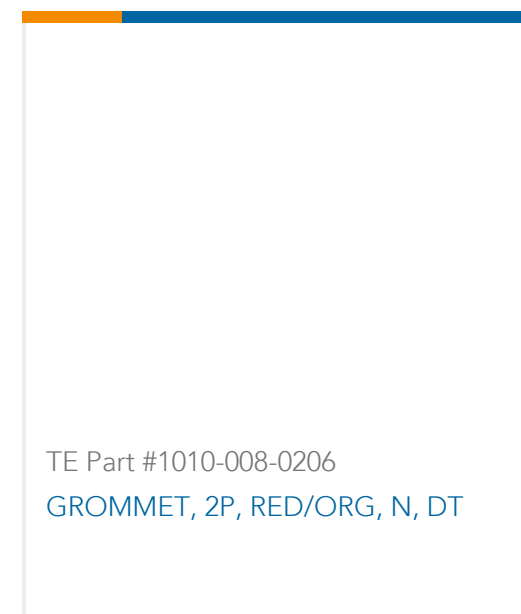 TE Part #1010-008-0206
GROMMET, 2P, RED/ORG, N, DT